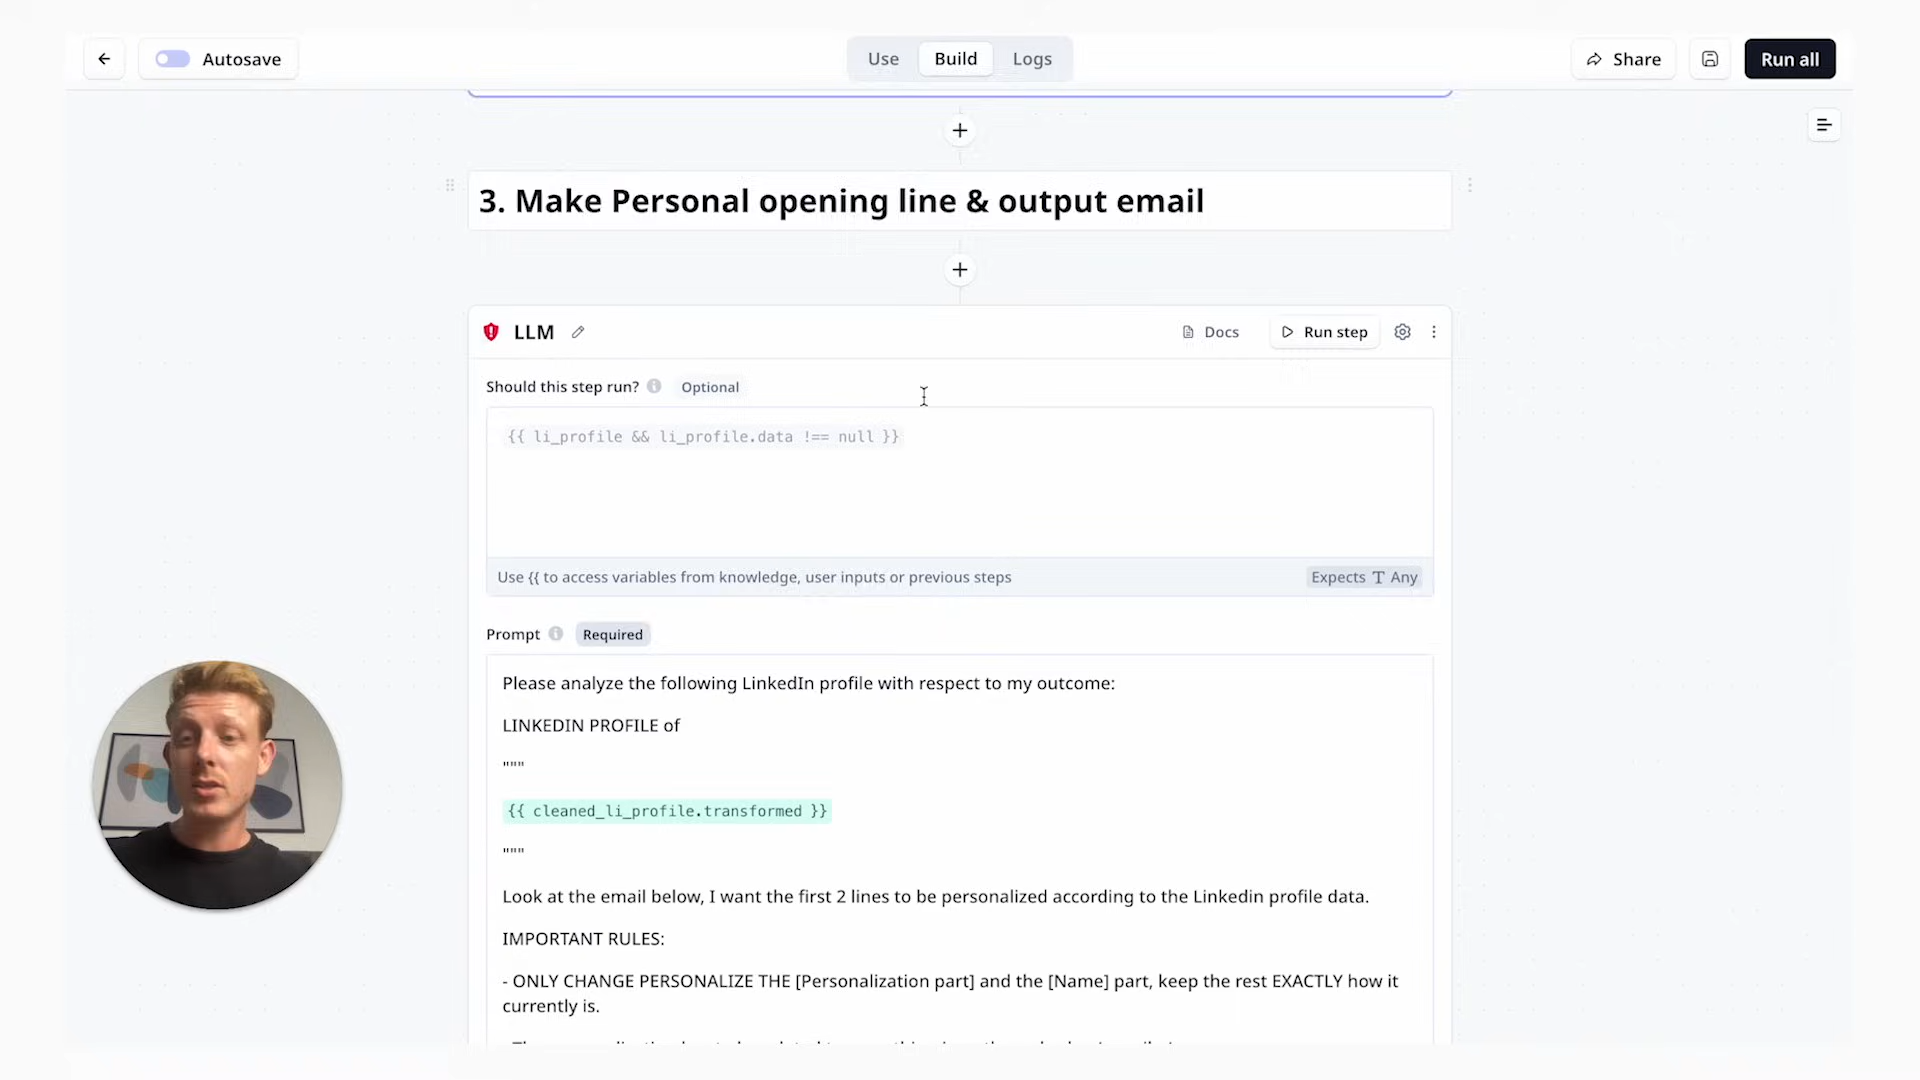 Autosave
Use
Build
Logs
Share
Run all
3. Make Personal opening line & output email
LLM
Docs
Run step
Should this step run?
Optional
{{ li_profile && li_profile.data !== null }}
Use {{ to access variables from knowledge, user inputs or previous steps
Expects T Any
Prompt
Required
Please analyze the following LinkedIn profile with respect to my outcome:
LINKEDIN PROFILE of
"""
{{ cleaned_li_profile.transformed }}
"""
Look at the email below, I want the first 2 lines to be personalized according to the Linkedin profile data.
IMPORTANT RULES:
- ONLY CHANGE PERSONALIZE THE [Personalization part] and the [Name] part, keep the rest EXACTLY how it
currently is.